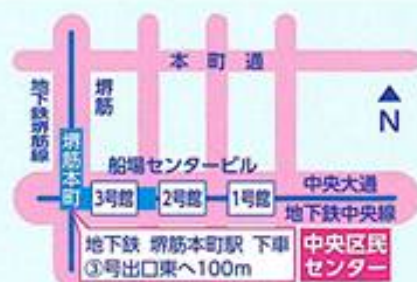 本町通
地下鉄堺筋線
堺筋
N
堺筋本町
船場センタービル
3号館
2号館
1号館
中央大通
地下鉄中央線
地下鉄 堺筋本町駅 下車
③号出口東へ100m
中央区民
センター